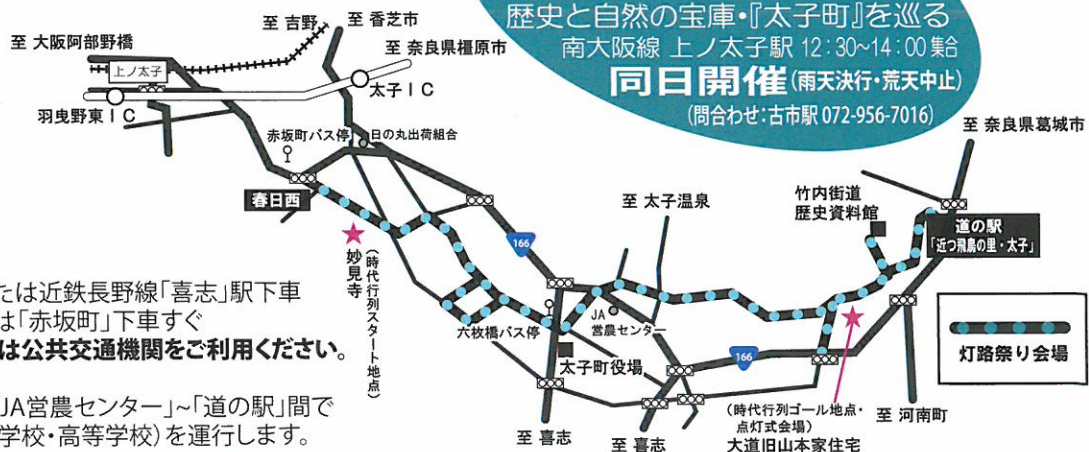 歴史と自然の宝庫・『太子町』を巡る
南大阪線 上ノ太子駅 12:30~14:00集合
同日開催(雨天決行・荒天中止)
(問合わせ:古市駅 072-956-7016)
至 吉野
至 香芝市
至 大阪阿部野橋
至 奈良県橿原市
上ノ太子
太子IC
羽曳野東IC
赤坂町バス停
日の丸出荷組合
至 奈良県葛城市
春日西
至 太子温泉
竹内街道
歴史資料館
道の駅
「近つ飛鳥の里・太子」
166
妙見寺
(時代行列スタート地点)
たは近鉄長野線「喜志」駅下車
は「赤坂町」下車すぐ
は公共交通機関をご利用ください。
六枚橋バス停
JA
営農センター
太子町役場
166
灯路祭り会場
JA営農センター」~「道の駅」間で
学校・高等学校)を運行します。
至 喜志
至 喜志
(時代行列ゴール地点・
点灯式会場)
大道旧山本家住宅
至 河南町